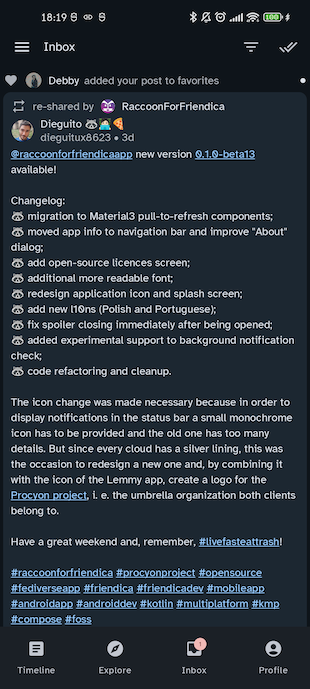 18:19
100
Inbox
Debby added your post to favorites
re-shared by RaccoonForFriendica
Dieguito 🦝🧑🏻‍💻🍕
dieguitux8623 • 3d
@raccoonforfriendicaapp new version 0.1.0-beta13
available!
Changelog:
🦝 migration to Material3 pull-to-refresh components;
🦝 moved app info to navigation bar and improve "About"
dialog;
🦝 add open-source licences screen;
🦝 additional more readable font;
🦝 redesign application icon and splash screen;
🦝 add new l10ns (Polish and Portuguese);
🦝 fix spoiler closing immediately after being opened;
🦝 added experimental support to background notification
check;
🦝 code refactoring and cleanup.
The icon change was made necessary because in order to
display notifications in the status bar a small monochrome
icon has to be provided and the old one has too many
details. But since every cloud has a silver lining, this was
the occasion to redesign a new one and, by combining it
with the icon of the Lemmy app, create a logo for the
Procyon project, i. e. the umbrella organization both clients
belong to.
Have a great weekend and, remember, #livefasteattrash!
#raccoonforfriendica #procyonproject #opensource
#fediverseapp #friendica #friendicadev #mobileapp
#androidapp #androiddev #kotlin #multiplatform #kmp
#compose #foss
1
Timeline
Explore
Inbox
Profile